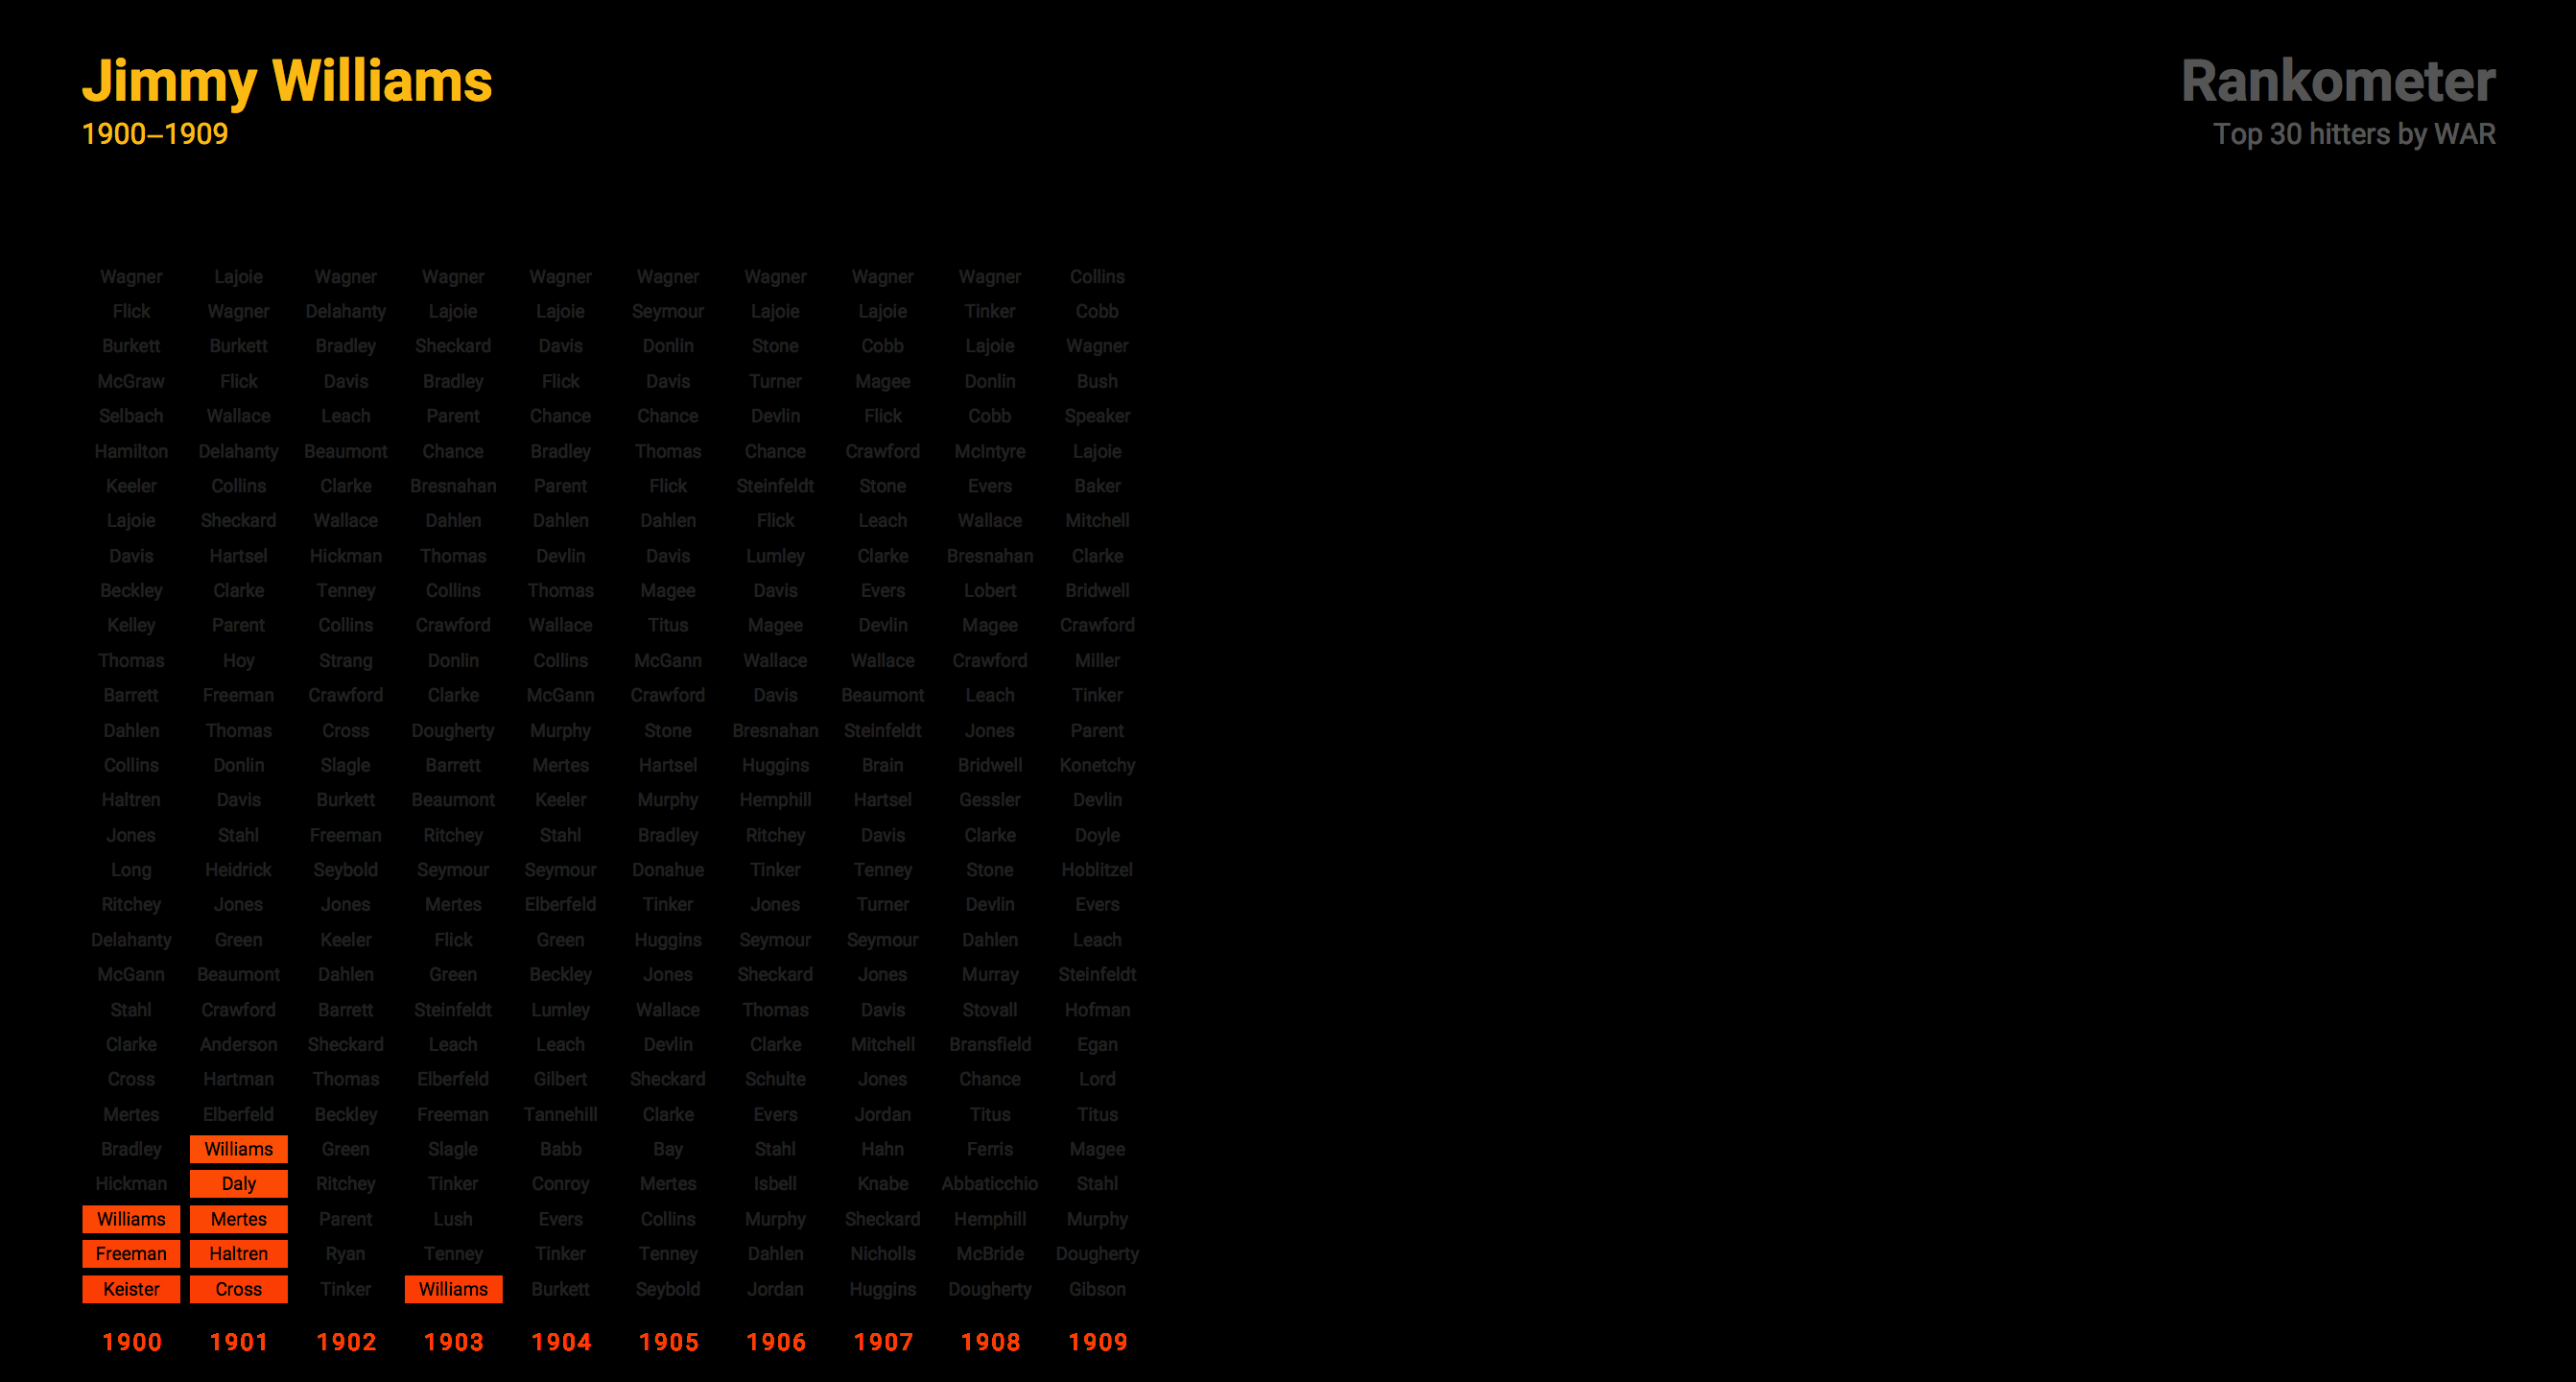 Jimmy Williams
1900–1909
Rankometer
Top 30 hitters by WAR
Wagner Lajoie Wagner Wagner Wagner Wagner Wagner Wagner Wagner Collins
Flick Wagner Delahanty Lajoie Lajoie Seymour Lajoie Lajoie Tinker Cobb
Burkett Burkett Bradley Sheckard Davis Donlin Stone Cobb Lajoie Wagner
McGraw Flick Davis Bradley Flick Davis Turner Magee Donlin Bush
Selbach Wallace Leach Parent Chance Chance Devlin Flick Cobb Speaker
Hamilton Delahanty Beaumont Chance Bradley Thomas Chance Crawford McIntyre Lajoie
Keeler Collins Clarke Bresnahan Parent Flick Steinfeldt Stone Evers Baker
Lajoie Sheckard Wallace Dahlen Dahlen Dahlen Flick Leach Wallace Mitchell
Davis Hartsel Hickman Thomas Devlin Davis Lumley Clarke Bresnahan Clarke
Beckley Clarke Tenney Collins Thomas Magee Davis Evers Lobert Bridwell
Kelley Parent Collins Crawford Wallace Titus Magee Devlin Magee Crawford
Thomas Hoy Strang Donlin Collins McGann Wallace Wallace Crawford Miller
Barrett Freeman Crawford Clarke McGann Crawford Davis Beaumont Leach Tinker
Dahlen Thomas Cross Dougherty Murphy Stone Bresnahan Steinfeldt Jones Parent
Collins Donlin Slagle Barrett Mertes Hartsel Huggins Brain Bridwell Konetchy
Haltren Davis Burkett Beaumont Keeler Murphy Hemphill Hartsel Gessler Devlin
Jones Stahl Freeman Ritchey Stahl Bradley Ritchey Davis Clarke Doyle
Long Heidrick Seybold Seymour Seymour Donahue Tinker Tenney Stone Hoblitzel
Ritchey Jones Jones Mertes Elberfeld Tinker Jones Turner Devlin Evers
Delahanty Green Keeler Flick Green Huggins Seymour Seymour Dahlen Leach
McGann Beaumont Dahlen Green Beckley Jones Sheckard Jones Murray Steinfeldt
Stahl Crawford Barrett Steinfeldt Lumley Wallace Thomas Davis Stovall Hofman
Clarke Anderson Sheckard Leach Leach Devlin Clarke Mitchell Bransfield Egan
Cross Hartman Thomas Elberfeld Gilbert Sheckard Schulte Jones Chance Lord
Mertes Elberfeld Beckley Freeman Tannehill Clarke Evers Jordan Titus Titus
Bradley Williams Green Slagle Babb Bay Stahl Hahn Ferris Magee
Hickman Daly Ritchey Tinker Conroy Mertes Isbell Knabe Abbaticchio Stahl
Williams Mertes Parent Lush Evers Collins Murphy Sheckard Hemphill Murphy
Freeman Haltren Ryan Tenney Tinker Tenney Dahlen Nicholls McBride Dougherty
Keister Cross Tinker Williams Burkett Seybold Jordan Huggins Dougherty Gibson
1900 1901 1902 1903 1904 1905 1906 1907 1908 1909